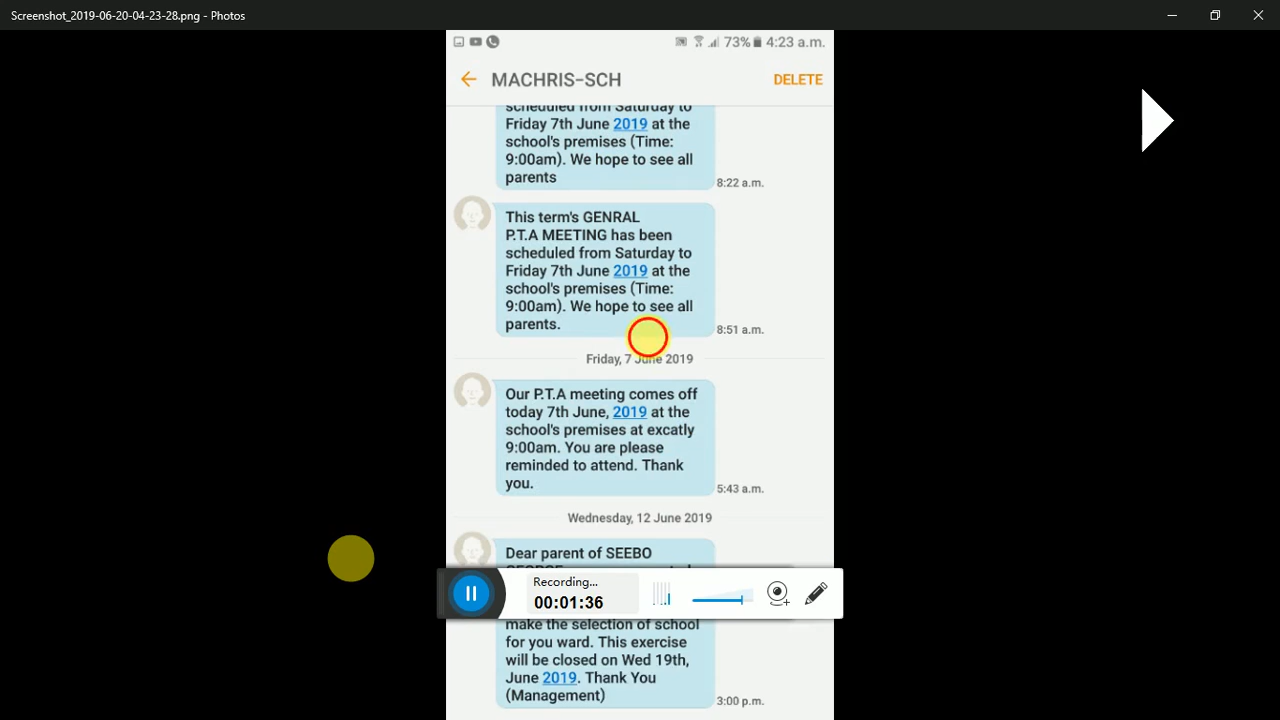 Screenshot_2019-06-20-04-23-28.png - Photos
73% 4:23 a.m.
MACHRIS-SCH
DELETE
scheduled from Saturday to
Friday 7th June 2019 at the
school's premises (Time:
9:00am). We hope to see all
parents
8:22 a.m.
This term's GENRAL
P.T.A MEETING has been
scheduled from Saturday to
Friday 7th June 2019 at the
school's premises (Time:
9:00am). We hope to see all
parents.
8:51 a.m.
Friday, 7 June 2019
Our P.T.A meeting comes off
today 7th June, 2019 at the
school's premises at excatly
9:00am. You are please
reminded to attend. Thank
you.
5:43 a.m.
Wednesday, 12 June 2019
Dear parent of SEEBO
Recording...
00:01:36
make the selection of school
for you ward. This exercise
will be closed on Wed 19th,
June 2019. Thank You
(Management)
3:00 p.m.